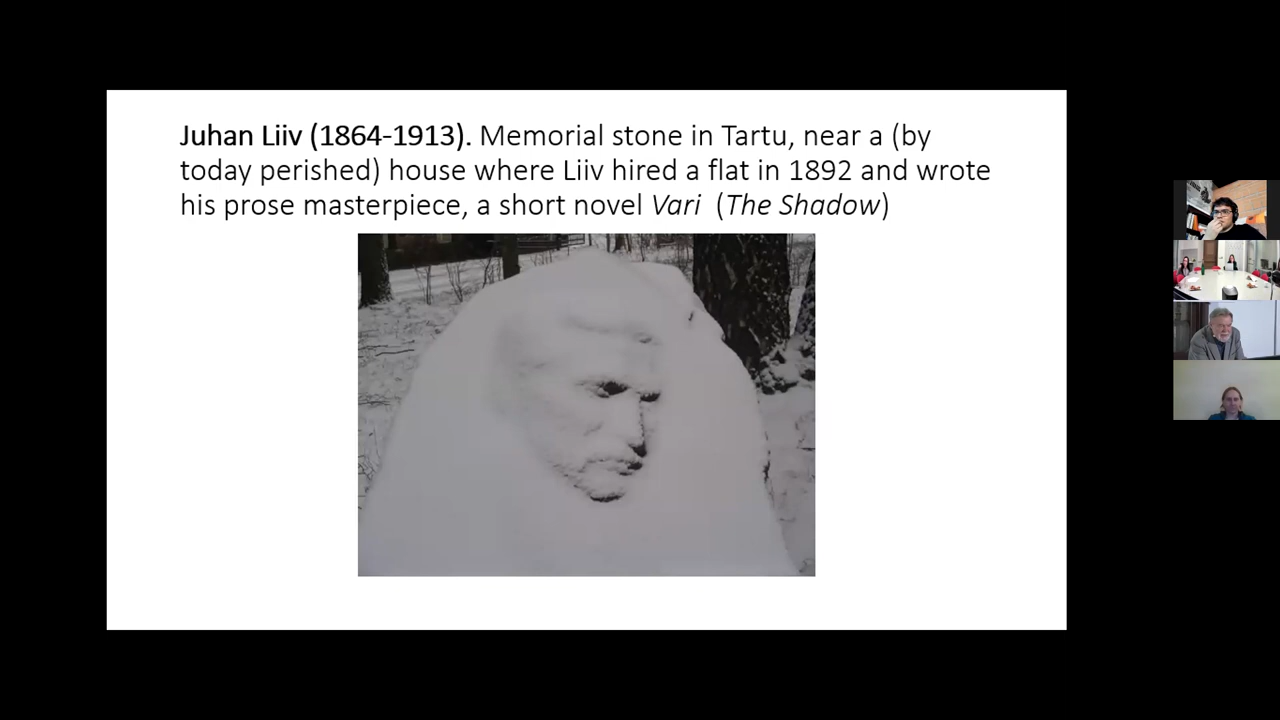 Juhan Liiv (1864-1913). Memorial stone in Tartu, near a (by
today perished) house where Liiv hired a flat in 1892 and wrote
his prose masterpiece, a short novel Vari (The Shadow)